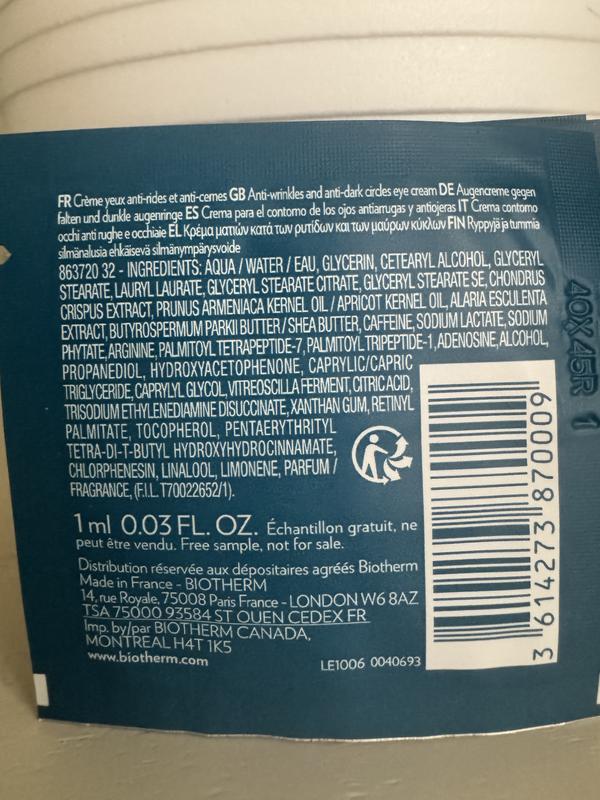 FR Crème yeux anti-rides et anti-cernes GB Anti-wrinkles and anti-dark circles eye cream DE Augencreme gegen
falten und dunkle augenringe ES Crema para el contorno de los ojos antiarrugas y antiojeras IT Crema contorno
occhi anti rughe e occhiaie EL Κρέμα ματιών κατά των ρυτίδων και των μαύρων κύκλων FIN Ryppyjä ja tummia
silmänalusia ehkäisevä silmänympärysvoide
863720 32 - INGREDIENTS: AQUA / WATER / EAU, GLYCERIN, CETEARYL ALCOHOL, GLYCERYL
STEARATE, LAURYL LAURATE, GLYCERYL STEARATE CITRATE, GLYCERYL STEARATE SE, CHONDRUS
CRISPUS EXTRACT, PRUNUS ARMENIACA KERNEL OIL / APRICOT KERNEL OIL, ALARIA ESCULENTA
EXTRACT, BUTYROSPERMUM PARKII BUTTER / SHEA BUTTER, CAFFEINE, SODIUM LACTATE, SODIUM
PHYTATE, ARGININE, PALMITOYL TETRAPEPTIDE-7, PALMITOYL TRIPEPTIDE-1, ADENOSINE, ALCOHOL,
PROPANEDIOL, HYDROXYACETOPHENONE, CAPRYLIC/CAPRIC
TRIGLYCERIDE, CAPRYLYL GLYCOL, VITREOSCILLA FERMENT, CITRIC ACID,
TRISODIUM ETHYLENEDIAMINE DISUCCINATE, XANTHAN GUM, RETINYL
PALMITATE, TOCOPHEROL, PENTAERYTHRITYL
TETRA-DI-T-BUTYL HYDROXYHYDROCINNAMATE,
CHLORPHENESIN, LINALOOL, LIMONENE, PARFUM /
FRAGRANCE, (F.I.L. T70022652/1).
1 ml 0.03 FL. OZ. Échantillon gratuit, ne
peut être vendu. Free sample, not for sale.
Distribution réservée aux dépositaires agréés Biotherm
Made in France - BIOTHERM
14, rue Royale, 75008 Paris France - LONDON W6 8AZ
TSA 75000 93584 ST OUEN CEDEX FR
Imp. by/par BIOTHERM CANADA,
MONTREAL H4T 1K5
www.biotherm.com
LE1006 0040693
3 614273 870009
40X45R 1